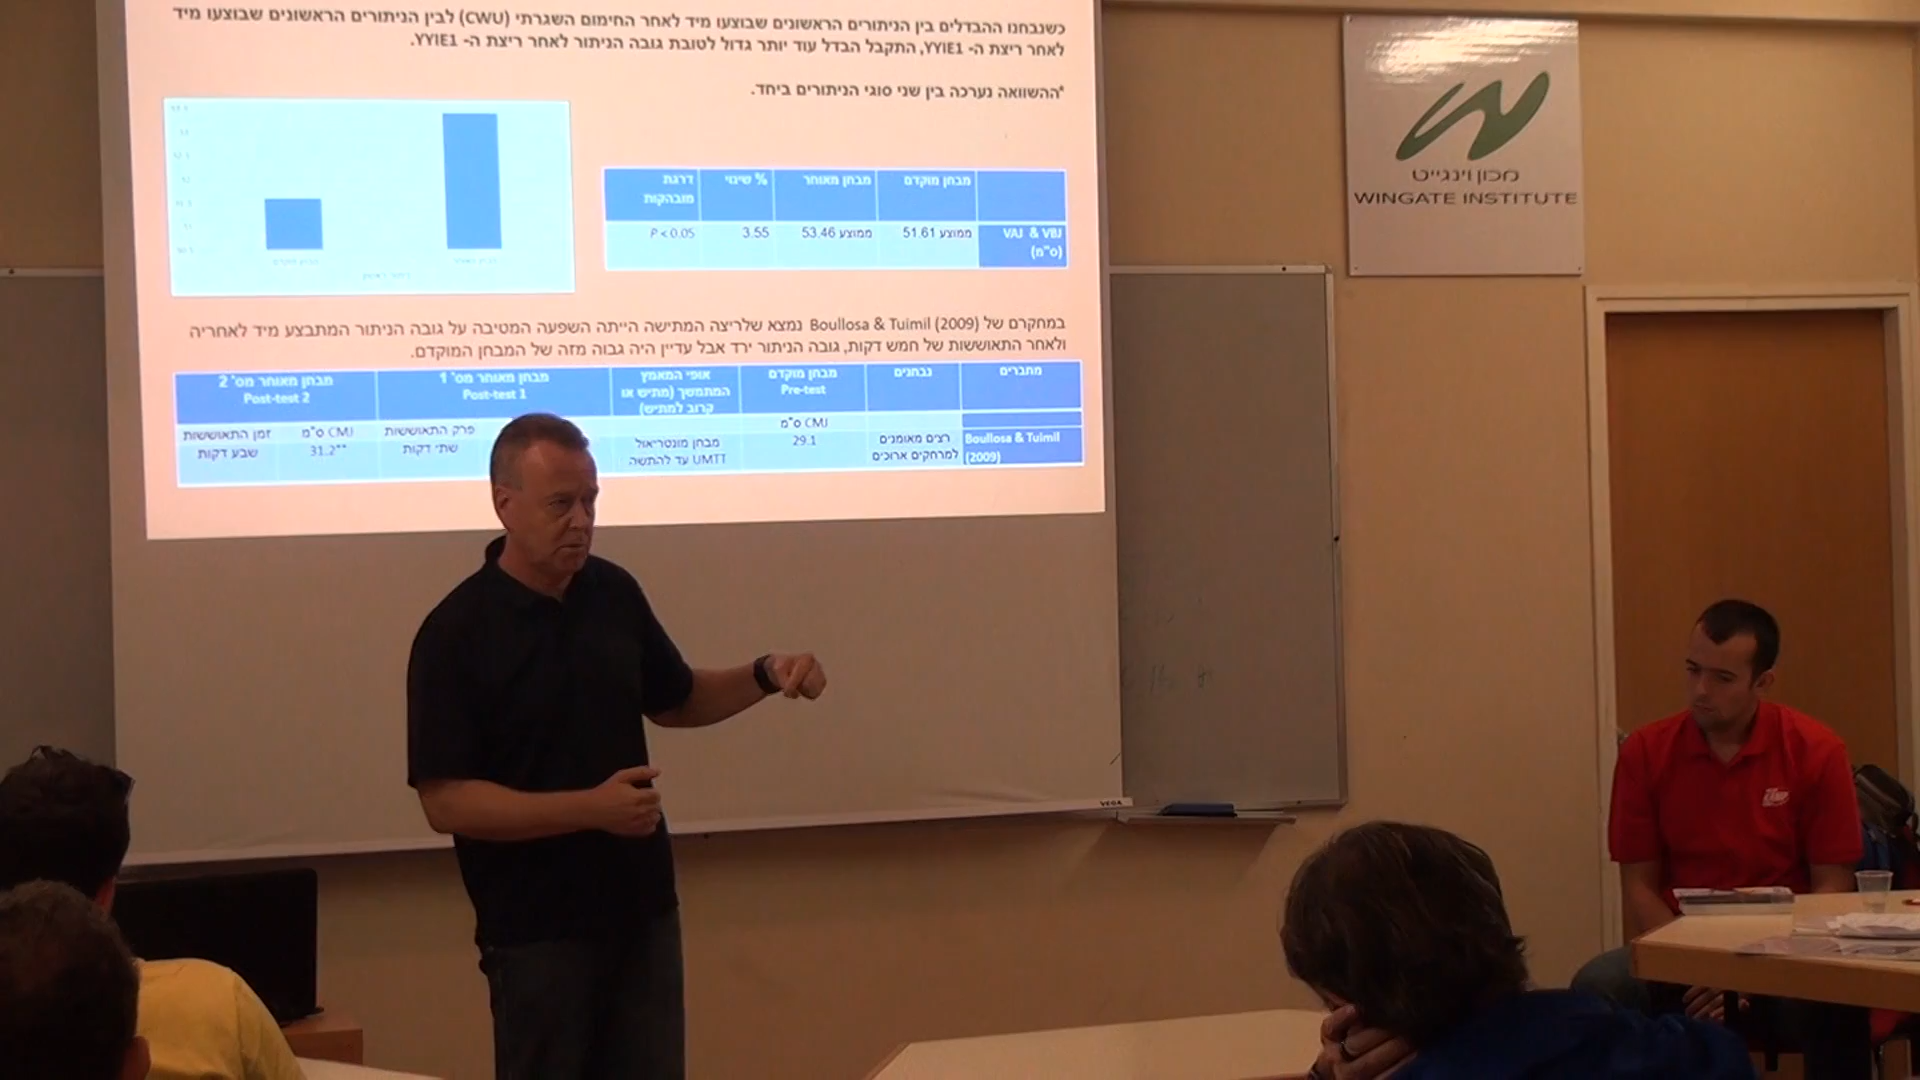 כשנבחנו ההבדלים בין הניתורים הראשונים שבוצעו מיד לאחר החימום השגרתי (CWU) לבין הניתורים הראשונים שבוצעו מיד
לאחר ריצת ה- YYIE1, התקבל הבדל עוד יותר גדול לטובת גובה הניתור לאחר ריצת ה- YYIE1.
*ההשוואה נערכה בין שני סוגי הניתורים ביחד.
מבחן מוקדם מבחן מאוחר % שינוי דרגת מובהקות
VAJ & VBJ (ס"מ) ממוצע 51.61 ממוצע 53.46 3.55 P < 0.05
במחקרם של Boullosa & Tuimil (2009) נמצא שלריצה המתישה הייתה השפעה המטיבה על גובה הניתור המתבצע מיד לאחריה
ולאחר התאוששות של חמש דקות, גובה הניתור ירד אבל עדיין היה גבוה מזה של המבחן המוקדם.
מחברים נבחנים מבחן מוקדם Pre-test אופי המאמץ המתמשך (מתיש או קרוב למתיש) מבחן מאוחר מס' 1 Post-test 1 מבחן מאוחר מס' 2 Post-test 2
CMJ ס"מ פרק התאוששות CMJ ס"מ זמן התאוששות
Boullosa & Tuimil (2009) רצים מאומנים למרחקים ארוכים 29.1 מבחן מונטריאול UMTT עד להתשה שתי דקות 31.2** שבע דקות
מכון וינגייט
WINGATE INSTITUTE
VEGA